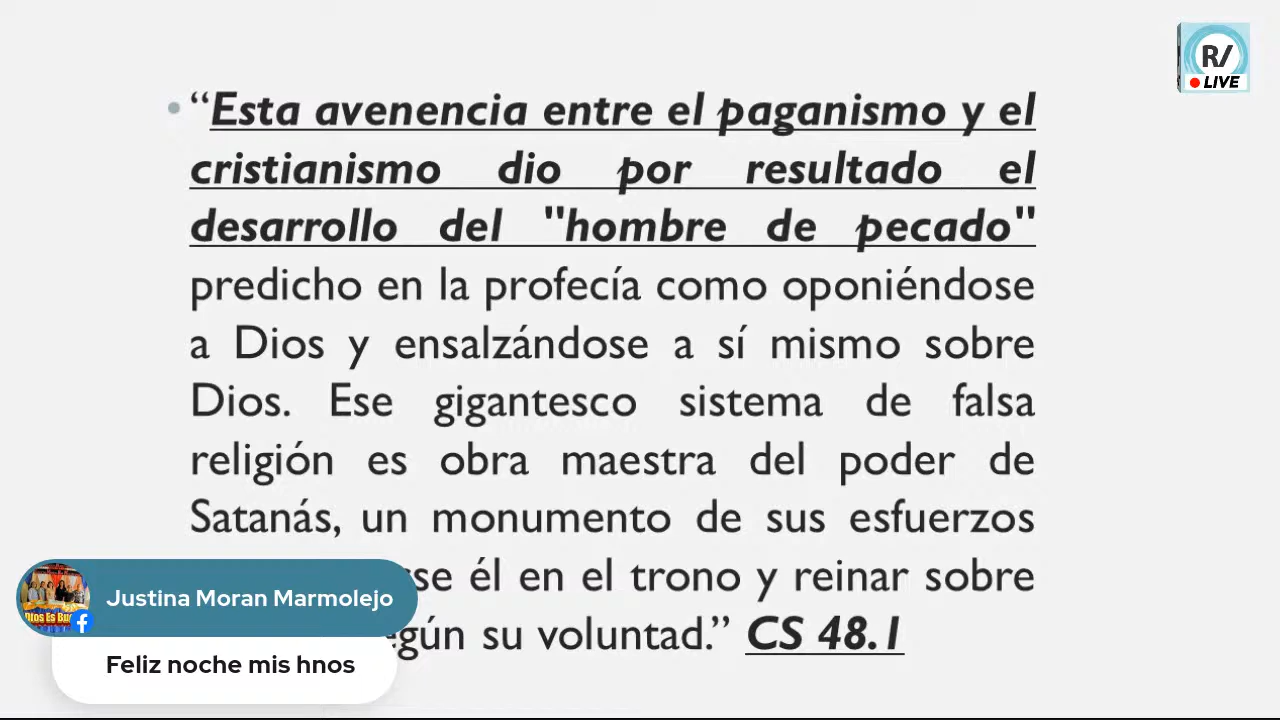 R/
LIVE
• “Esta avenencia entre el paganismo y el
cristianismo dio por resultado el
desarrollo del "hombre de pecado"
predicho en la profecía como oponiéndose
a Dios y ensalzándose a sí mismo sobre
Dios. Ese gigantesco sistema de falsa
religión es obra maestra del poder de
Satanás, un monumento de sus esfuerzos
él en el trono y reinar sobre
su voluntad.” CS 48.1
Justina Moran Marmolejo
Feliz noche mis hnos